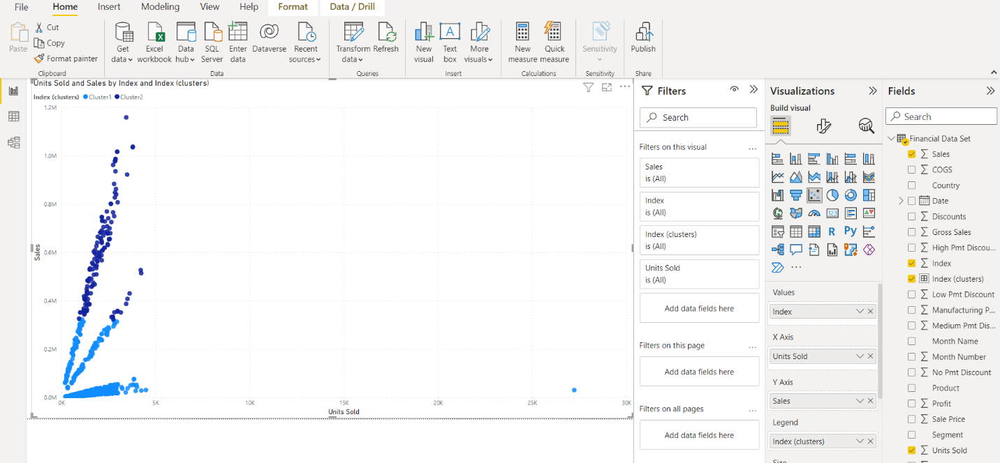 File Home Insert Modeling View Help Format Data / Drill
Paste
Cut
Copy
Format painter
Clipboard
Get data
Excel workbook
Data hub
SQL Server
Enter data
Dataverse
Recent sources
Data
Transform data
Refresh
Queries
New visual
Text box
More visuals
Insert
New measure
Quick measure
Calculations
Sensitivity
Sensitivity
Publish
Share
Units Sold and Sales by Index and Index (clusters)
Index (clusters) Cluster1 Cluster2
1.2M
1.0M
0.8M
0.6M
0.4M
0.2M
0.0M
Sales
0K 5K 10K 15K 20K 25K 30K
Units Sold
Filters
Search
Filters on this visual ...
Sales
is (All)
Index
is (All)
Index (clusters)
is (All)
Units Sold
is (All)
Add data fields here
Filters on this page ...
Add data fields here
Filters on all pages ...
Add data fields here
Visualizations
Build visual
123
R Py
...
Values
Index
X Axis
Units Sold
Y Axis
Sales
Legend
Index (clusters)
Fields
Search
Financial Data Set
Sales
COGS
Country
Date
Discounts
Gross Sales
High Pmt Discou...
Index
Index (clusters)
Low Pmt Discount
Manufacturing P...
Medium Pmt Dis...
Month Name
Month Number
No Pmt Discount
Product
Profit
Sale Price
Segment
Units Sold